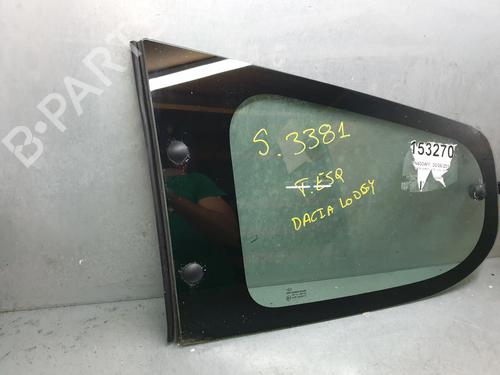 B-PARTS
S.3381
153270
T.ESQ
DACIA LODGY